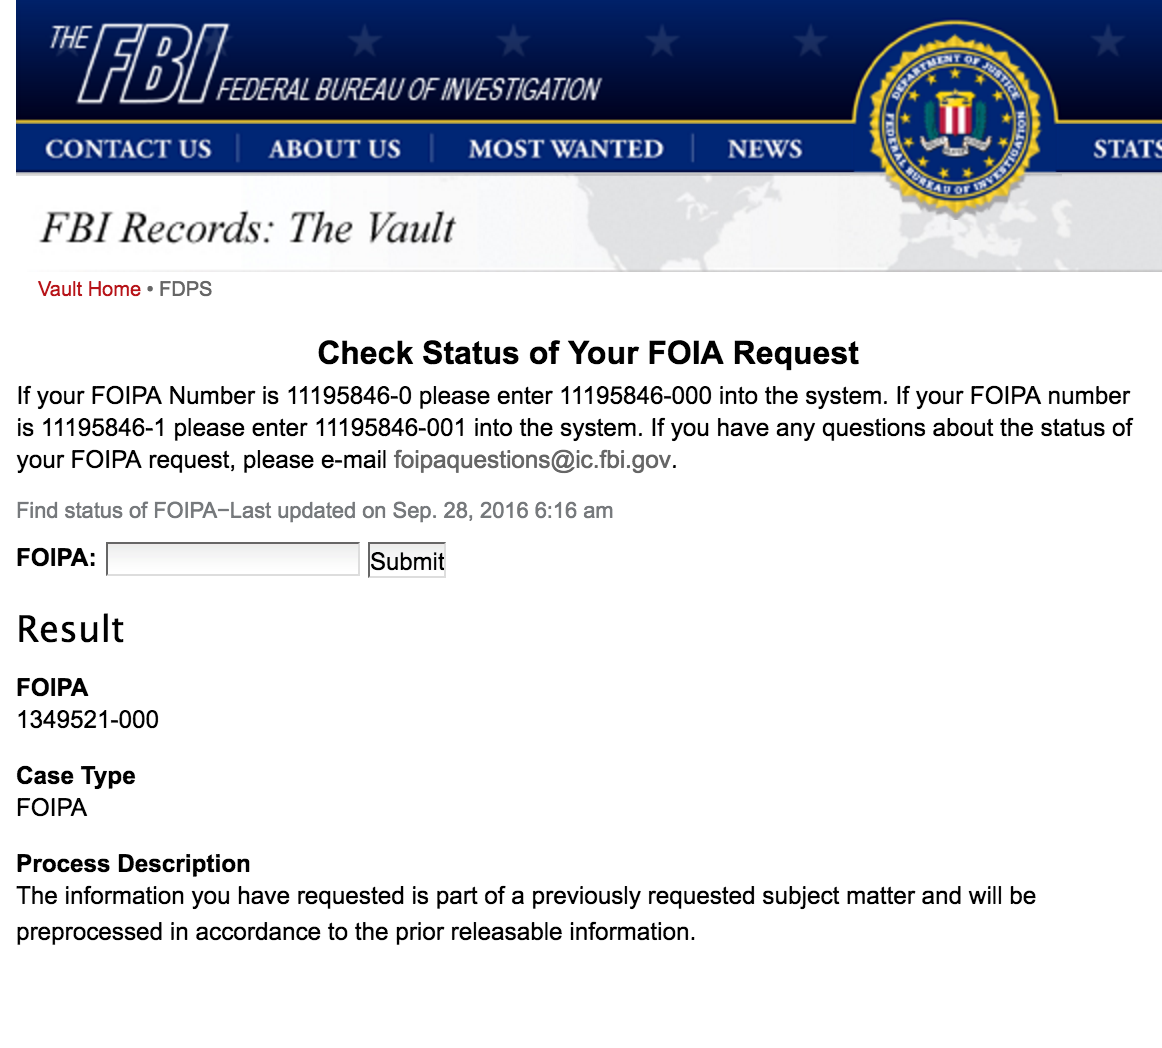 THE FBI FEDERAL BUREAU OF INVESTIGATION
CONTACT US | ABOUT US | MOST WANTED | NEWS STATS
DEPARTMENT OF JUSTICE
FEDERAL BUREAU OF INVESTIGATION
FBI Records: The Vault
Vault Home • FDPS
Check Status of Your FOIA Request
If your FOIPA Number is 11195846-0 please enter 11195846-000 into the system. If your FOIPA number
is 11195846-1 please enter 11195846-001 into the system. If you have any questions about the status of
your FOIPA request, please e-mail foipaquestions@ic.fbi.gov.
Find status of FOIPA–Last updated on Sep. 28, 2016 6:16 am
FOIPA: Submit
Result
FOIPA
1349521-000
Case Type
FOIPA
Process Description
The information you have requested is part of a previously requested subject matter and will be
preprocessed in accordance to the prior releasable information.